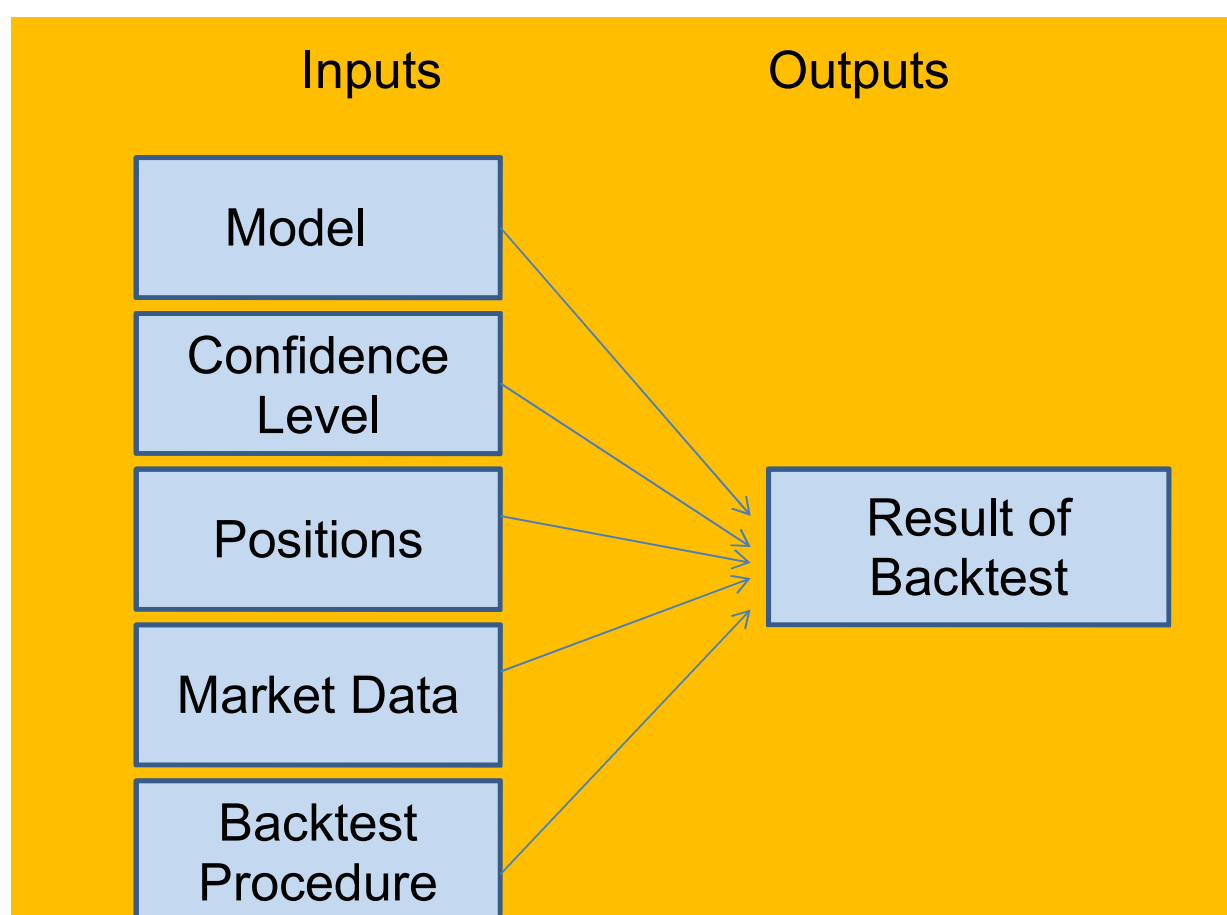 Inputs
Outputs
Model
Confidence
Level
Positions
Market Data
Backtest
Procedure
Result of
Backtest